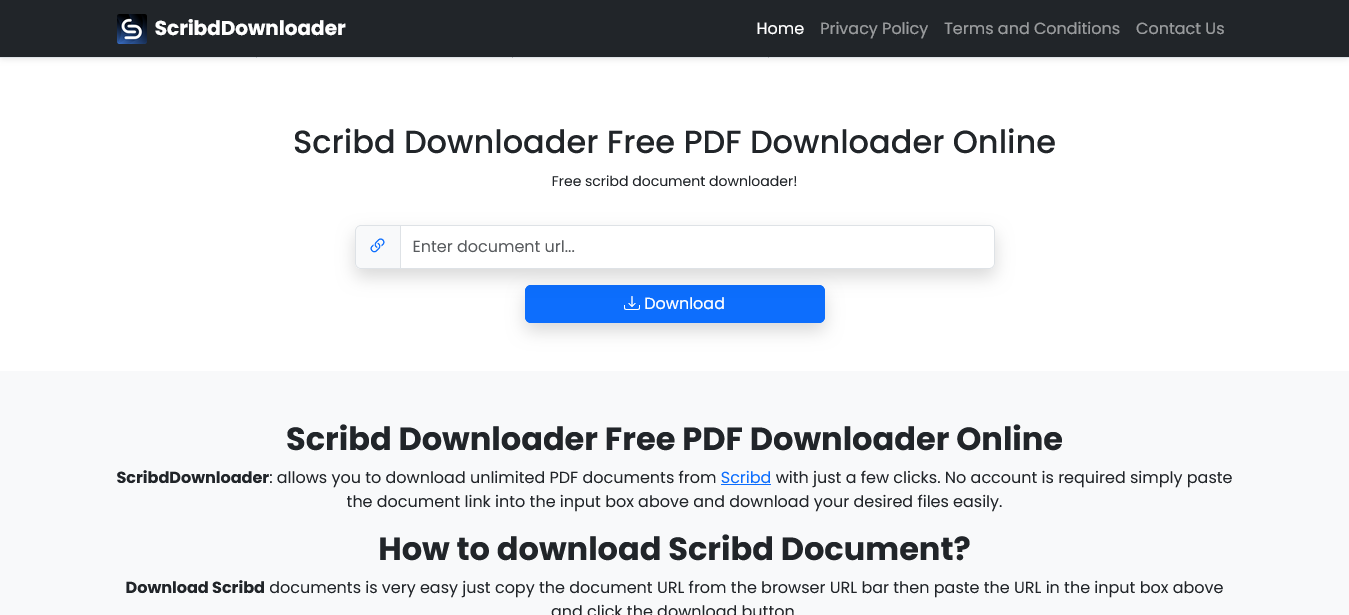 ScribdDownloader
Home Privacy Policy Terms and Conditions Contact Us
Scribd Downloader Free PDF Downloader Online
Free scribd document downloader!
Enter document url...
Download
Scribd Downloader Free PDF Downloader Online
ScribdDownloader: allows you to download unlimited PDF documents from Scribd with just a few clicks. No account is required simply paste
the document link into the input box above and download your desired files easily.
How to download Scribd Document?
Download Scribd documents is very easy just copy the document URL from the browser URL bar then paste the URL in the input box above
and click the download button.